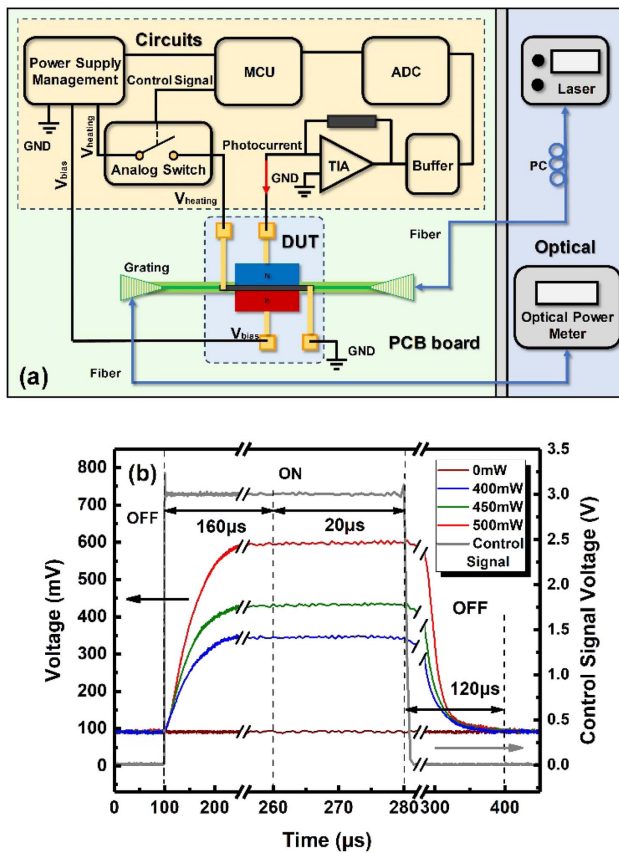 Circuits
Power Supply
Management
Control Signal
MCU
ADC
Laser
GND
Vbias
Vheating
Analog Switch
Photocurrent
GND
TIA
Buffer
PC
Vheating
DUT
Fiber
Optical
Grating
N
P
Vbias
GND
PCB board
Optical Power
Meter
(a)
Fiber
(b)
ON
OFF
160μs
20μs
OFF
120μs
0mW
400mW
450mW
500mW
Control
Signal
Voltage (mV)
800
700
600
500
400
300
200
100
0
Control Signal Voltage (V)
3.5
3.0
2.5
2.0
1.5
1.0
0.5
0.0
0 100 200 260 270 280 300 400
Time (μs)